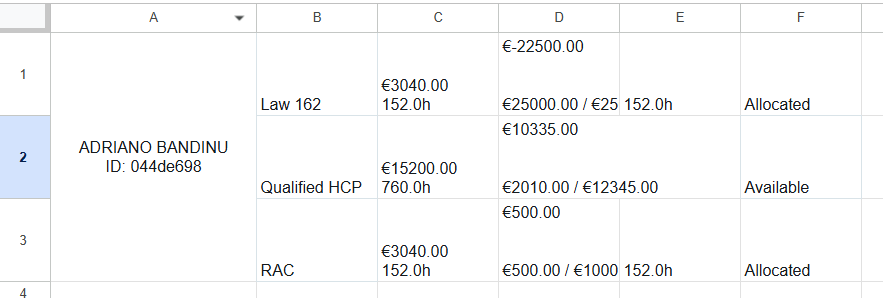 A B C D E F
1
ADRIANO BANDINU
ID: 044de698
Law 162
€3040.00
152.0h
€-22500.00
€25000.00 / €25
152.0h
Allocated
2
Qualified HCP
€15200.00
760.0h
€10335.00
€2010.00 / €12345.00
Available
3
RAC
€3040.00
152.0h
€500.00
€500.00 / €1000
152.0h
Allocated
4